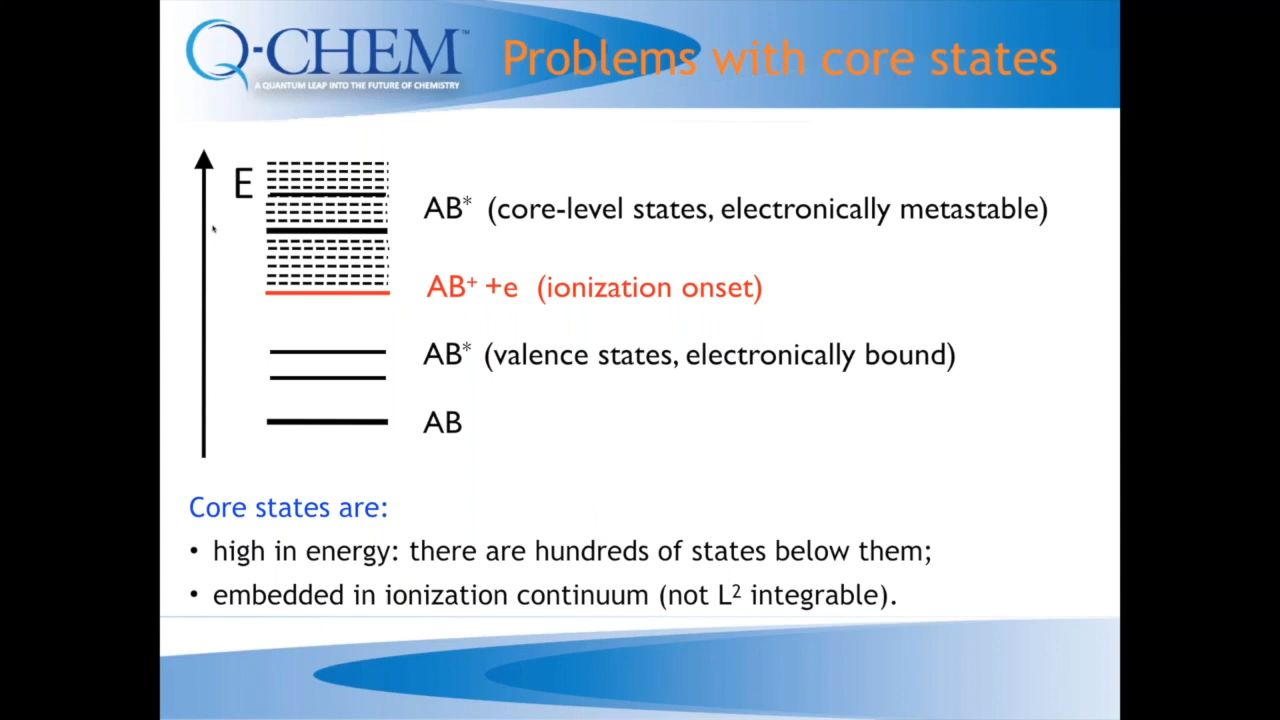 Q-CHEM™
A QUANTUM LEAP INTO THE FUTURE OF CHEMISTRY
Problems with core states
E
AB* (core-level states, electronically metastable)
AB⁺ +e (ionization onset)
AB* (valence states, electronically bound)
AB
Core states are:
• high in energy: there are hundreds of states below them;
• embedded in ionization continuum (not L² integrable).